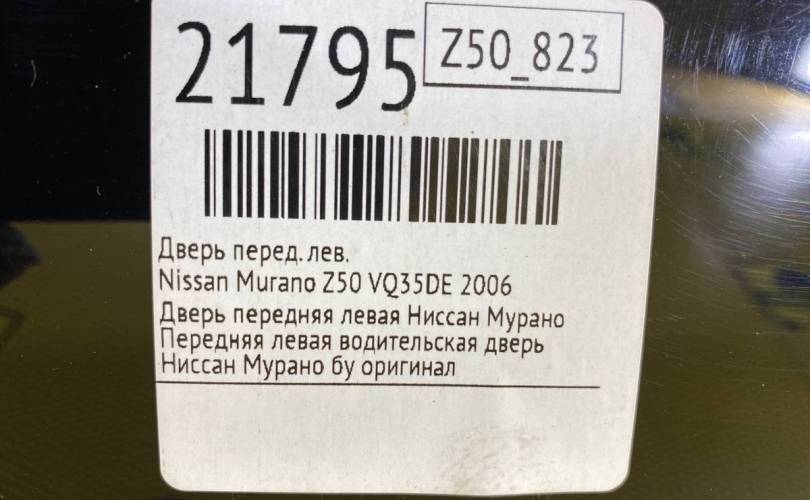 21795 Z50_823
Дверь перед. лев.
Nissan Murano Z50 VQ35DE 2006
Дверь передняя левая Ниссан Мурано
Передняя левая водительская дверь
Ниссан Мурано бу оригинал